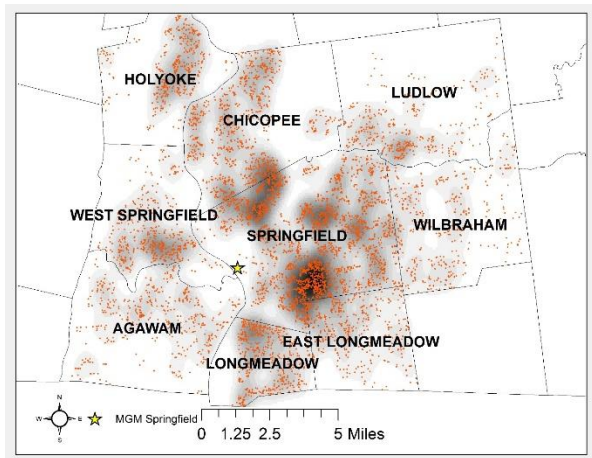 HOLYOKE
LUDLOW
CHICOPEE
WEST SPRINGFIELD
WILBRAHAM
SPRINGFIELD
AGAWAM
EAST LONGMEADOW
LONGMEADOW
N
W E
S
MGM Springfield
0 1.25 2.5 5 Miles